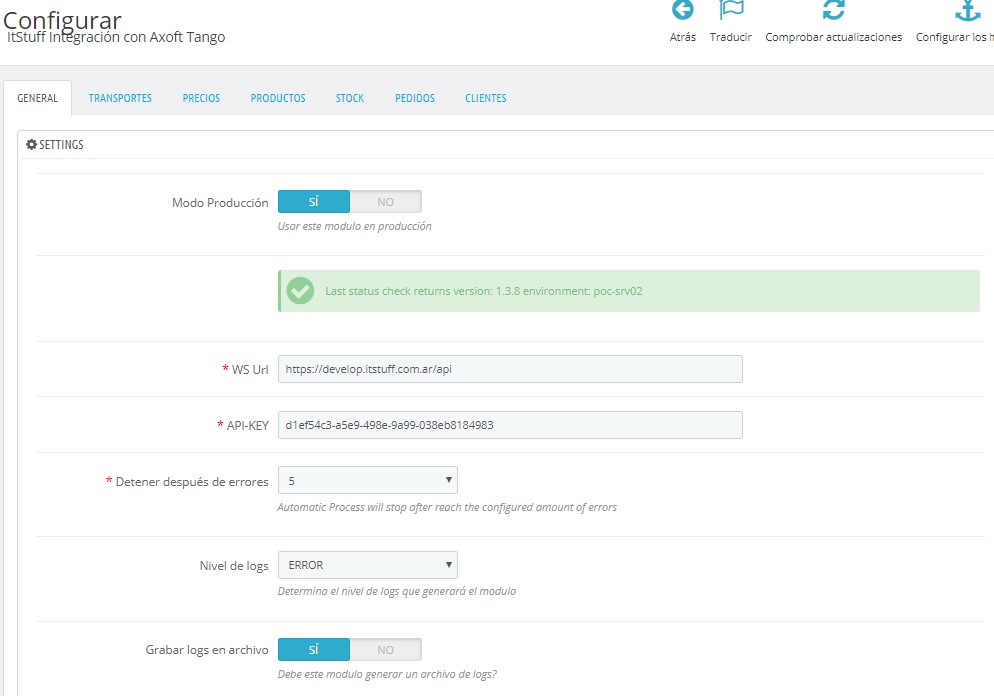 Configurar
ItStuff Integración con Axoft Tango
Atrás Traducir Comprobar actualizaciones Configurar los h
GENERAL TRANSPORTES PRECIOS PRODUCTOS STOCK PEDIDOS CLIENTES
SETTINGS
Modo Producción SÍ NO
Usar este modulo en producción
Last status check returns version: 1.3.8 environment: poc-srv02
* WS Url https://develop.itstuff.com.ar/api
* API-KEY d1ef54c3-a5e9-498e-9a99-038eb8184983
* Detener después de errores 5
Automatic Process will stop after reach the configured amount of errors
Nivel de logs ERROR
Determina el nivel de logs que generará el modulo
Grabar logs en archivo SÍ NO
Debe este modulo generar un archivo de logs?